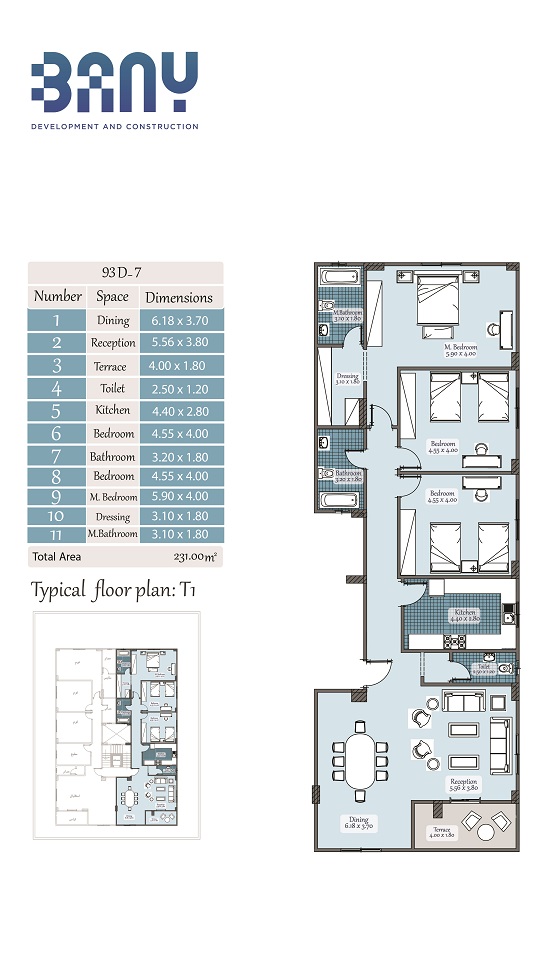 BANY
DEVELOPMENT AND CONSTRUCTION
93 D-7
Number Space Dimensions
1 Dining 6.18 x 3.70
2 Reception 5.56 x 3.80
3 Terrace 4.00 x 1.80
4 Toilet 2.50 x 1.20
5 Kitchen 4.40 x 2.80
6 Bedroom 4.55 x 4.00
7 Bathroom 3.20 x 1.80
8 Bedroom 4.55 x 4.00
9 M. Bedroom 5.90 x 4.00
10 Dressing 3.10 x 1.80
11 M.Bathroom 3.10 x 1.80
Total Area 231.00m²
Typical floor plan: T1
M.Bathroom
3.10 x 1.80
M. Bedroom
5.90 x 4.00
Dressing
3.10 x 1.80
Bedroom
4.55 x 4.00
Bathroom
3.20 x 1.80
Bedroom
4.55 x 4.00
Kitchen
4.40 x 2.80
Toilet
2.50 x 1.20
Reception
5.56 x 3.80
Dining
6.18 x 3.70
Terrace
4.00 x 1.80